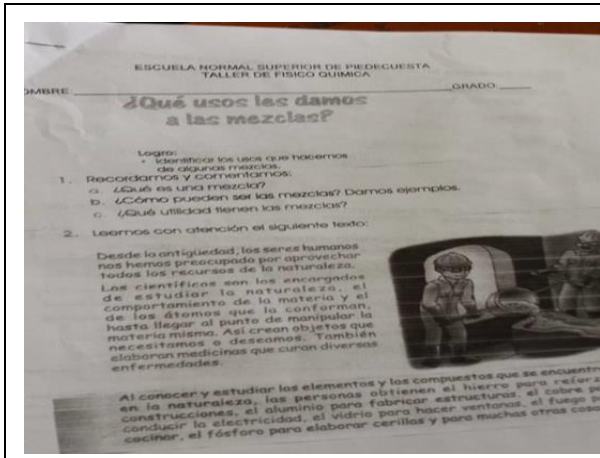 ESCUELA NORMAL SUPERIOR DE PIEDECUESTA
TALLER DE FISICO QUIMICA
OMBRE: GRADO:
¿Qué usos les damos
a las mezclas?
Logro:
• Identificar los usos que hacemos
de algunas mezclas.
1. Recordamos y comentamos:
a. ¿Qué es una mezcla?
b. ¿Cómo pueden ser las mezclas? Damos ejemplos.
c. ¿Qué utilidad tienen las mezclas?
2. Leemos con atención el siguiente texto:
Desde la antigüedad, los seres humanos
nos hemos preocupado por aprovechar
todos los recursos de la naturaleza.
Los científicos son los encargados
de estudiar la naturaleza, el
comportamiento de la materia y el
de los átomos que la conforman,
hasta llegar al punto de manipular la
materia misma. Así crean objetos que
necesitamos o deseamos. También
elaboran medicinas que curan diversas
enfermedades.
Al conocer y estudiar los elementos y los compuestos que se encuentr
en la naturaleza, las personas obtienen el hierro para reforz
construcciones, el aluminio para fabricar estructuras, el cobre p
conducir la electricidad, el vidrio para hacer ventanas, el fuego p
cocinar, el fósforo para elaborar cerillas y para muchas otras cosa